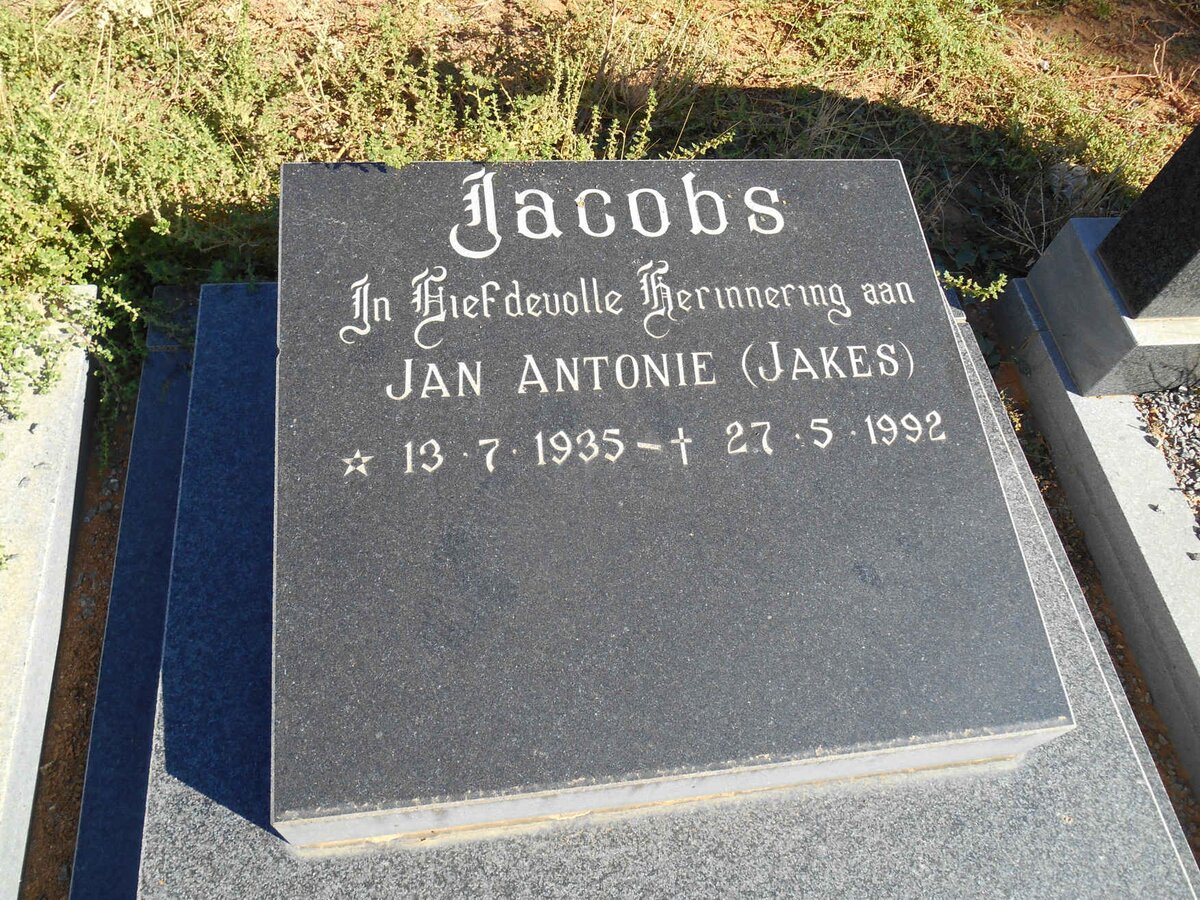 Jacobs
In Liefdevolle Herinnering aan
JAN ANTONIE (JAKES)
☆ 13 · 7 · 1935 – † 27 · 5 · 1992